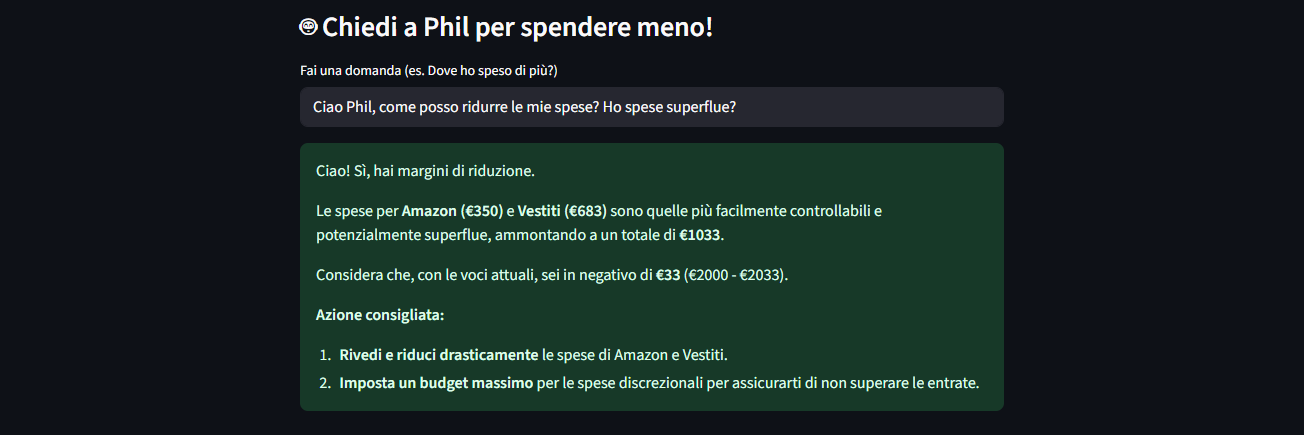 Chiedi a Phil per spendere meno!
Fai una domanda (es. Dove ho speso di più?)
Ciao Phil, come posso ridurre le mie spese? Ho spese superflue?
Ciao! Sì, hai margini di riduzione.
Le spese per Amazon (€350) e Vestiti (€683) sono quelle più facilmente controllabili e
potenzialmente superflue, ammontando a un totale di €1033.
Considera che, con le voci attuali, sei in negativo di €33 (€2000 - €2033).
Azione consigliata:
1. Rivedi e riduci drasticamente le spese di Amazon e Vestiti.
2. Imposta un budget massimo per le spese discrezionali per assicurarti di non superare le entrate.